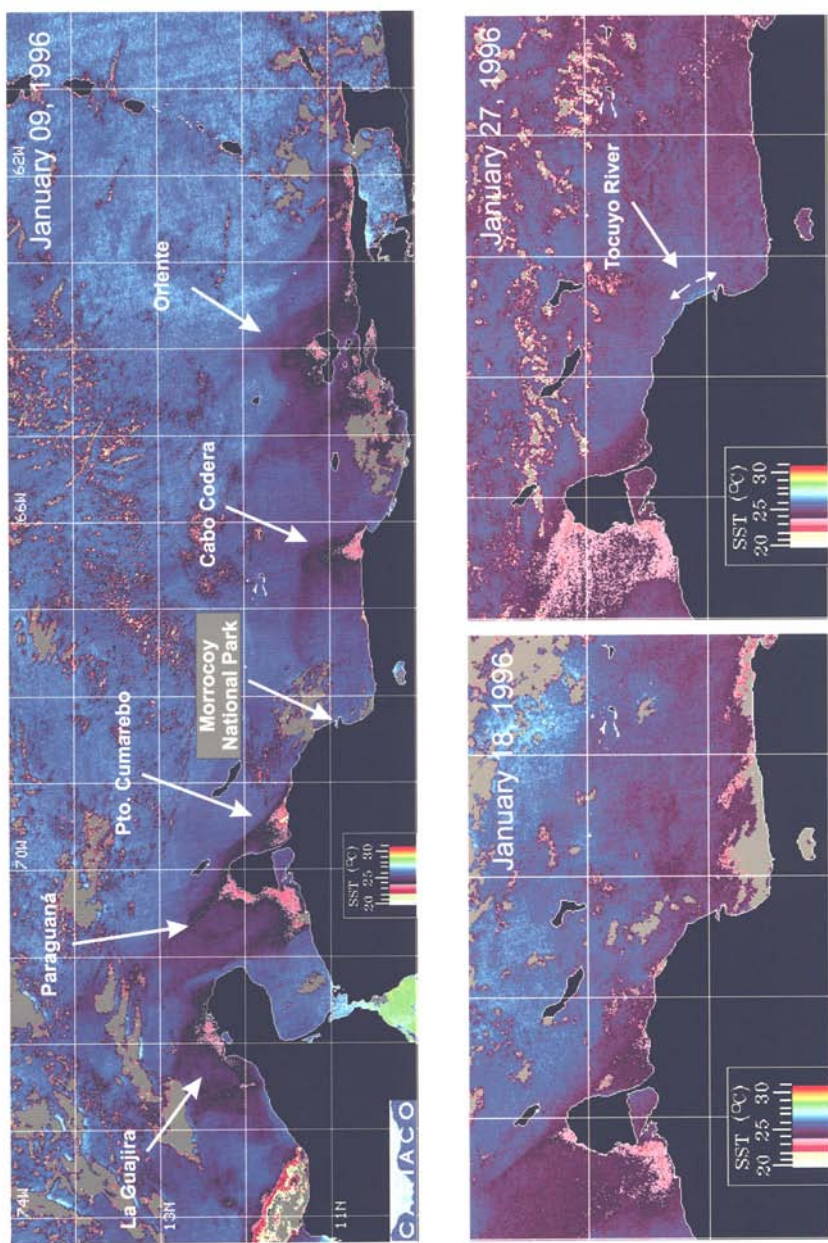 January 09, 1996
74W
70W
66W
62W
13N
11N
La Guajira
Paraguaná
Pto. Cumarebo
Morrocoy
National Park
Cabo Codera
Oriente
SST (°C)
20 25 30
January 18, 1996
SST (°C)
20 25 30
January 27, 1996
Tocuyo River
SST (°C)
20 25 30